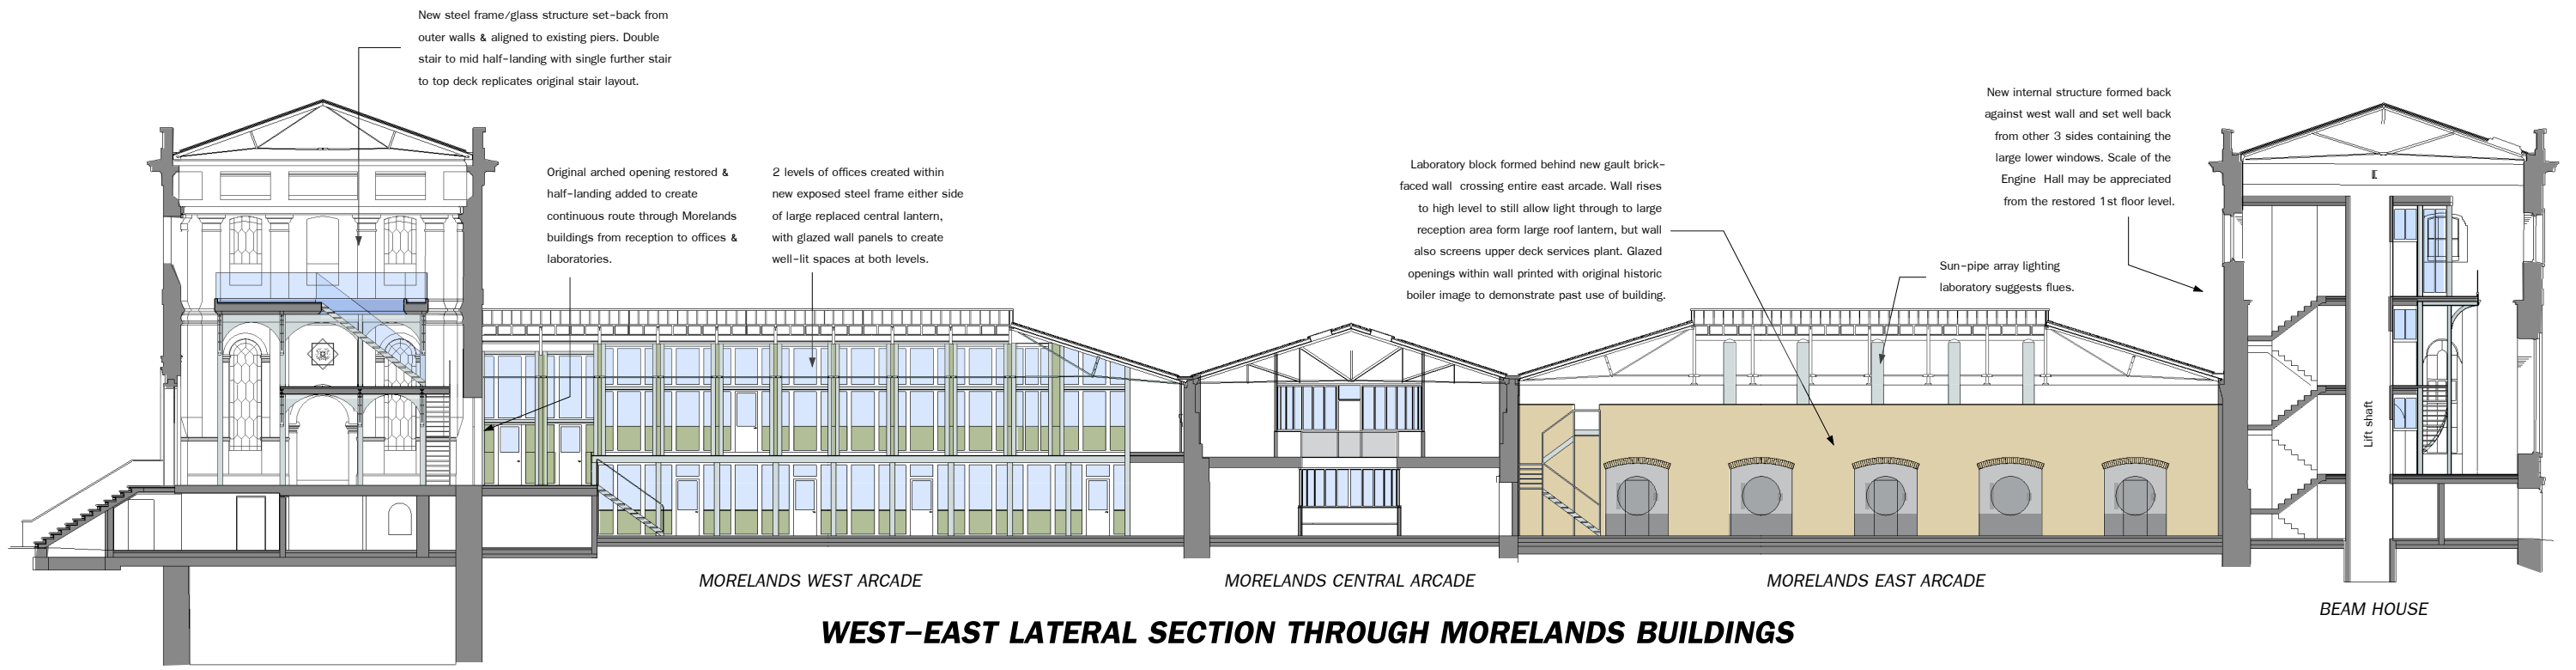 New steel frame/glass structure set-back from
outer walls & aligned to existing piers. Double
stair to mid half-landing with single further stair
to top deck replicates original stair layout.
Original arched opening restored &
half-landing added to create
continuous route through Morelands
buildings from reception to offices &
laboratories.
2 levels of offices created within
new exposed steel frame either side
of large replaced central lantern,
with glazed wall panels to create
well-lit spaces at both levels.
Laboratory block formed behind new gault brick-
faced wall crossing entire east arcade. Wall rises
to high level to still allow light through to large
reception area form large roof lantern, but wall
also screens upper deck services plant. Glazed
openings within wall printed with original historic
boiler image to demonstrate past use of building.
Sun-pipe array lighting
laboratory suggests flues.
New internal structure formed back
against west wall and set well back
from other 3 sides containing the
large lower windows. Scale of the
Engine Hall may be appreciated
from the restored 1st floor level.
Lift shaft
MORELANDS WEST ARCADE
MORELANDS CENTRAL ARCADE
MORELANDS EAST ARCADE
BEAM HOUSE
WEST-EAST LATERAL SECTION THROUGH MORELANDS BUILDINGS